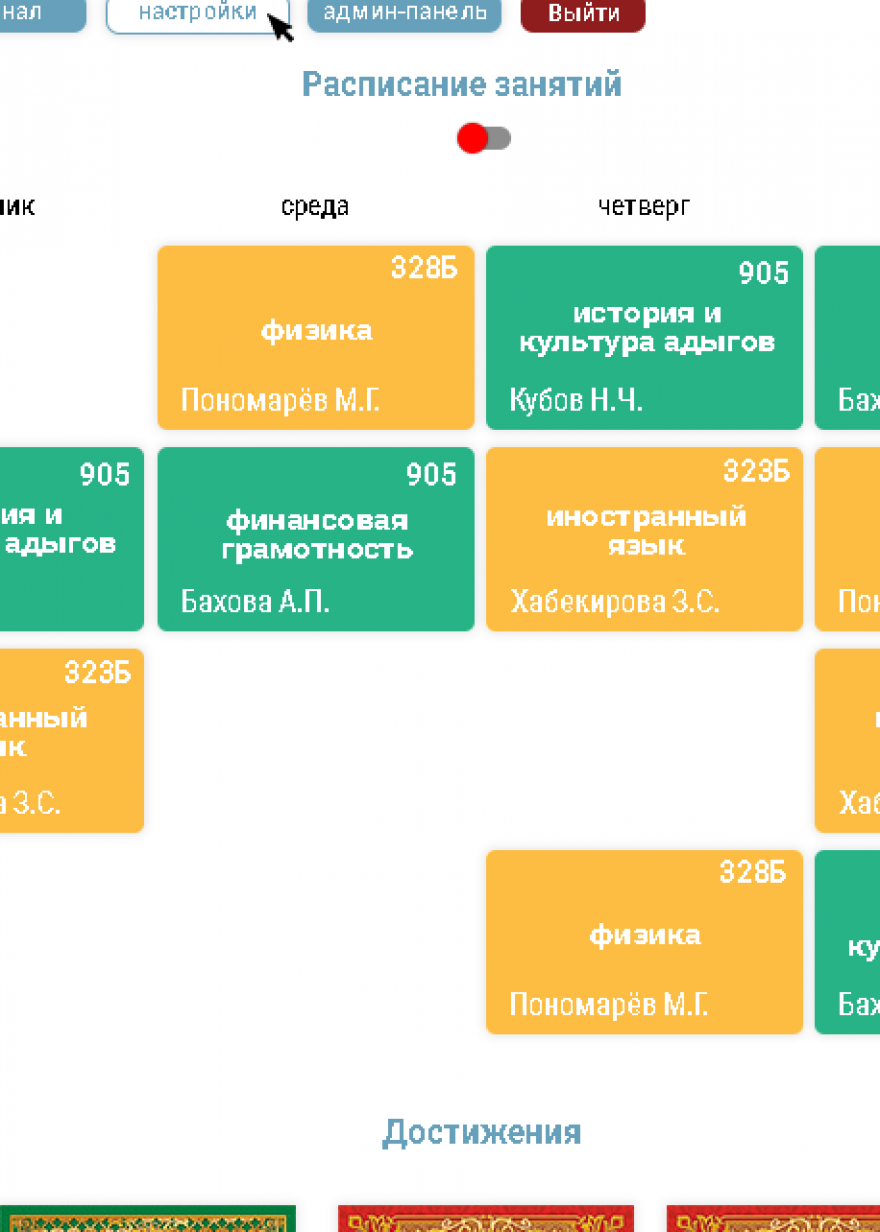 нал настройки админ-панель Выйти
Расписание занятий
ник среда четверг
328Б
физика
Пономарёв М.Г.
905
история и
культура адыгов
Кубов Н.Ч.
Бах
905
ия и
адыгов
905
финансовая
грамотность
Бахова А.П.
323Б
иностранный
язык
Хабекирова З.С.
Пон
323Б
анный
ык
а З.С.
Хаб
328Б
физика
Пономарёв М.Г.
ку
Бах
Достижения